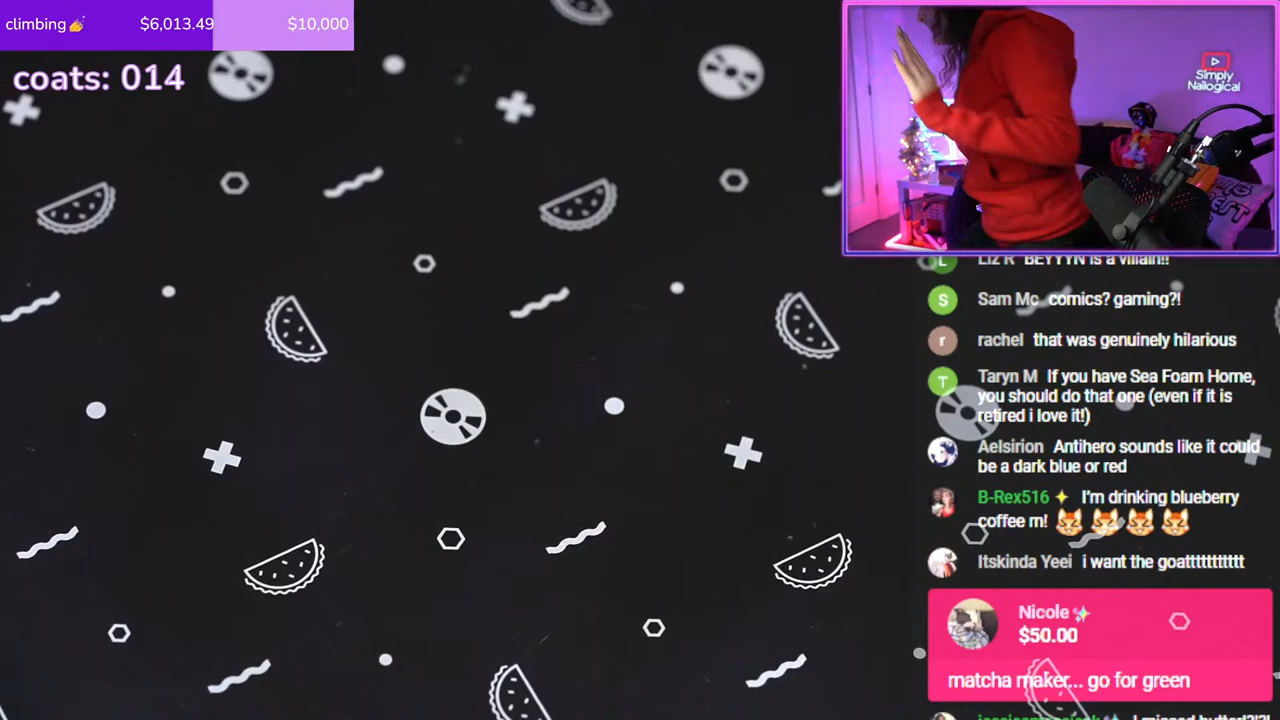 climbing💅 $6,013.49 $10,000
coats: 014
Simply
Nailogical
Liz R BEYYYN is a villain!!
Sam Mc comics? gaming?!
rachel that was genuinely hilarious
Taryn M If you have Sea Foam Home,
you should do that one (even if it is
retired i love it!)
Aelsirion Antihero sounds like it could
be a dark blue or red
B-Rex516 I'm drinking blueberry
coffee rn!
Itskinda Yeei i want the goatttttttttt
Nicole
$50.00
matcha maker... go for green